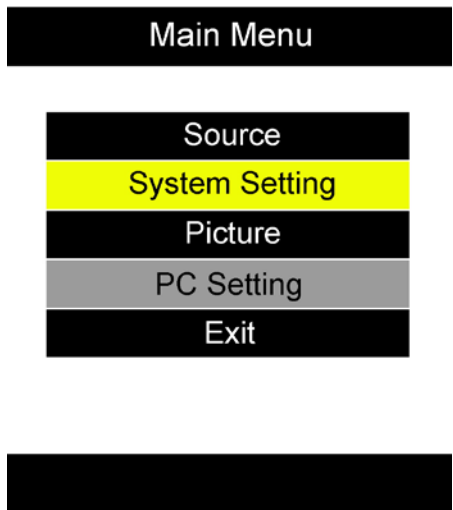 Main Menu
Source
System Setting
Picture
PC Setting
Exit